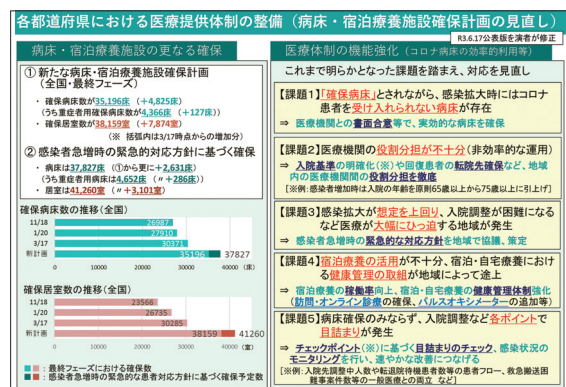 各都道府県における医療提供体制の整備（病床・宿泊療養施設確保計画の見直し）
R3.6.17公表版を演者が修正
病床・宿泊療養施設の更なる確保
① 新たな病床・宿泊療養施設確保計画
（全国・最終フェーズ）
・ 確保病床数が35,196床（＋4,825床）
（うち重症者用確保病床数が4,366床（＋127床））
・ 確保居室数が38,159室（＋7,874室）
（※ 括弧内は3/17時点からの増加分）
② 感染者急増時の緊急的対応方針に基づく確保
・ 病床は37,827床（①から更に＋2,631床）
（うち重症者用病床は4,652床（〃＋286床））
・ 居室は41,260室（〃＋3,101室）
確保病床数の推移（全国）
11/18 26987
1/20 27910
3/17 30371
新計画 35196 37827
0 10000 20000 30000 40000 （床）
確保居室数の推移（全国）
11/18 23566
1/20 26735
3/17 30285
新計画 38159 41260
0 10000 20000 30000 40000 （室）
：最終フェーズにおける確保数
：感染者急増時の緊急的な患者対応方針に基づく確保予定数
医療体制の機能強化（コロナ病床の効率的利用等）
これまで明らかとなった課題を踏まえ、対応を見直し
【課題1】「確保病床」とされながら、感染拡大時にはコロナ
患者を受け入れられない病床が存在
⇒ 医療機関との書面合意等で、実効的な病床を確保
【課題2】医療機関の役割分担が不十分（非効率的な運用）
⇒ 入院基準の明確化（※）や回復患者の転院先確保など、地域
内の医療機関間の役割分担を徹底
［※例：感染者増加時は入院の年齢を原則65歳以上から75歳以上に引上げ］
【課題3】感染拡大が想定を上回り、入院調整が困難になる
など医療が大幅にひっ迫する地域が発生
⇒ 感染者急増時の緊急的な対応方針を地域で協議、策定
【課題4】宿泊療養の活用が不十分、宿泊・自宅療養にお
ける健康管理の取組が地域によって途上
⇒ 宿泊療養の稼働率向上、宿泊・自宅療養の健康管理体制強化
（訪問・オンライン診療の確保、パルスオキシメーターの追加等）
【課題5】病床確保のみならず、入院調整など各ポイントで
目詰まりが発生
⇒ チェックポイント（※）に基づく目詰まりのチェック、感染状況の
モニタリングを行い、速やかな改善につなげる
［※例：入院調整中人数や転退院待機患者数等の患者フロー、救急搬送困
難事案件数等の一般医療との両立 など］